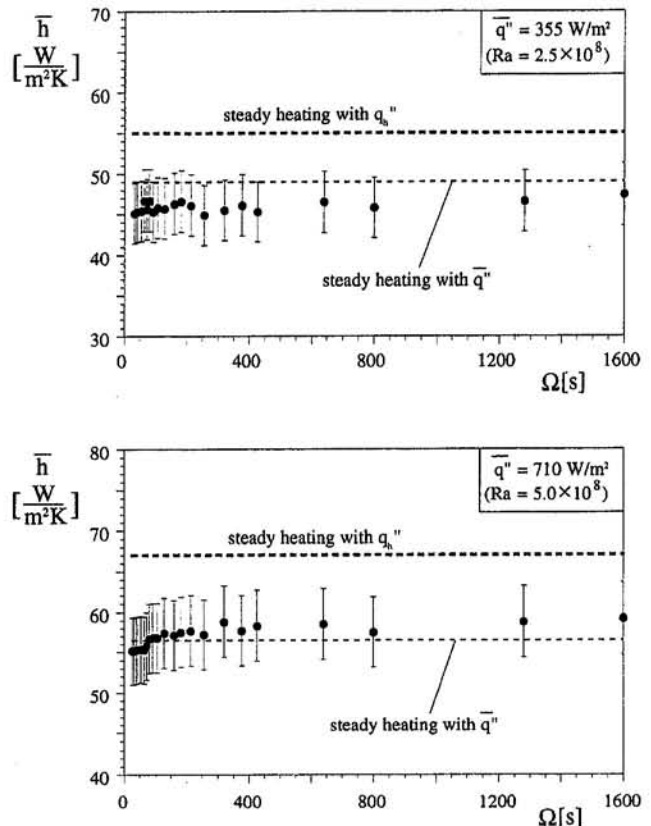 70
60
50
40
30
h̅
[W/m²K]
q̅" = 355 W/m²
(Ra = 2.5×10⁸)
steady heating with qₕ"
steady heating with q̅"
0
400
800
1200
1600
Ω[s]
80
70
60
50
40
h̅
[W/m²K]
q̅" = 710 W/m²
(Ra = 5.0×10⁸)
steady heating with qₕ"
steady heating with q̅"
0
400
800
1200
1600
Ω[s]